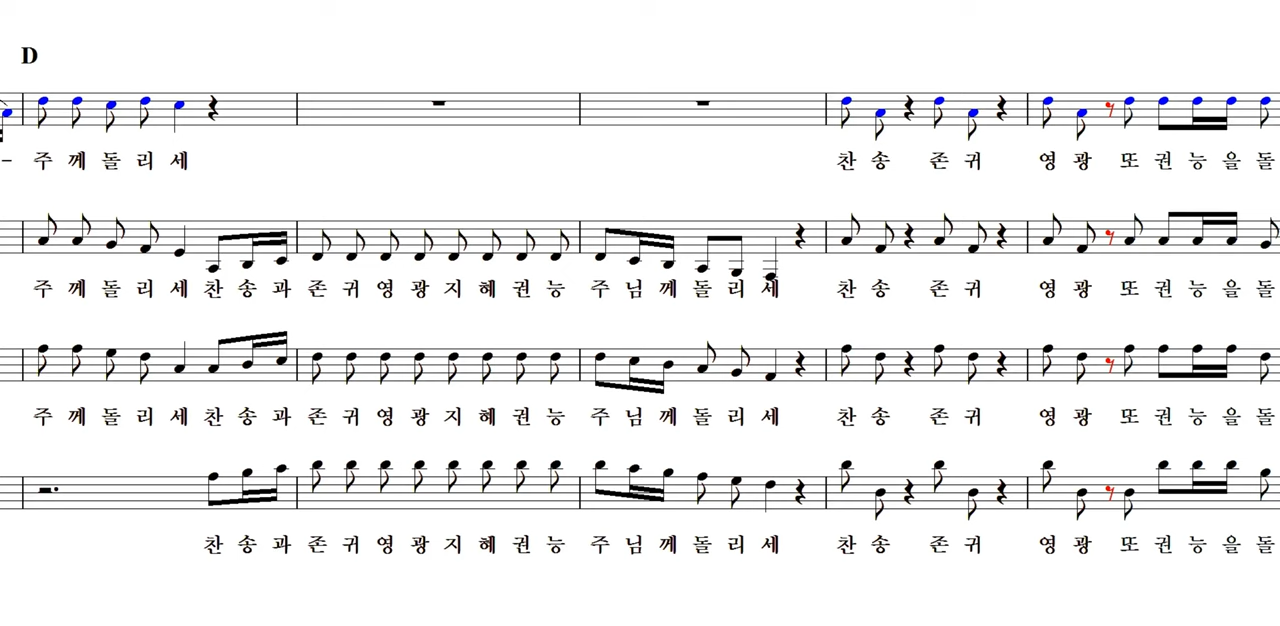 D
- 주 께 돌 리 세 찬 송 존 귀 영 광 또 권 능 을 돌
주 께 돌 리 세 찬 송 과 존 귀 영 광 지 혜 권 능 주 님 께 돌 리 세 찬 송 존 귀 영 광 또 권 능 을 돌
주 께 돌 리 세 찬 송 과 존 귀 영 광 지 혜 권 능 주 님 께 돌 리 세 찬 송 존 귀 영 광 또 권 능 을 돌
찬 송 과 존 귀 영 광 지 혜 권 능 주 님 께 돌 리 세 찬 송 존 귀 영 광 또 권 능 을 돌